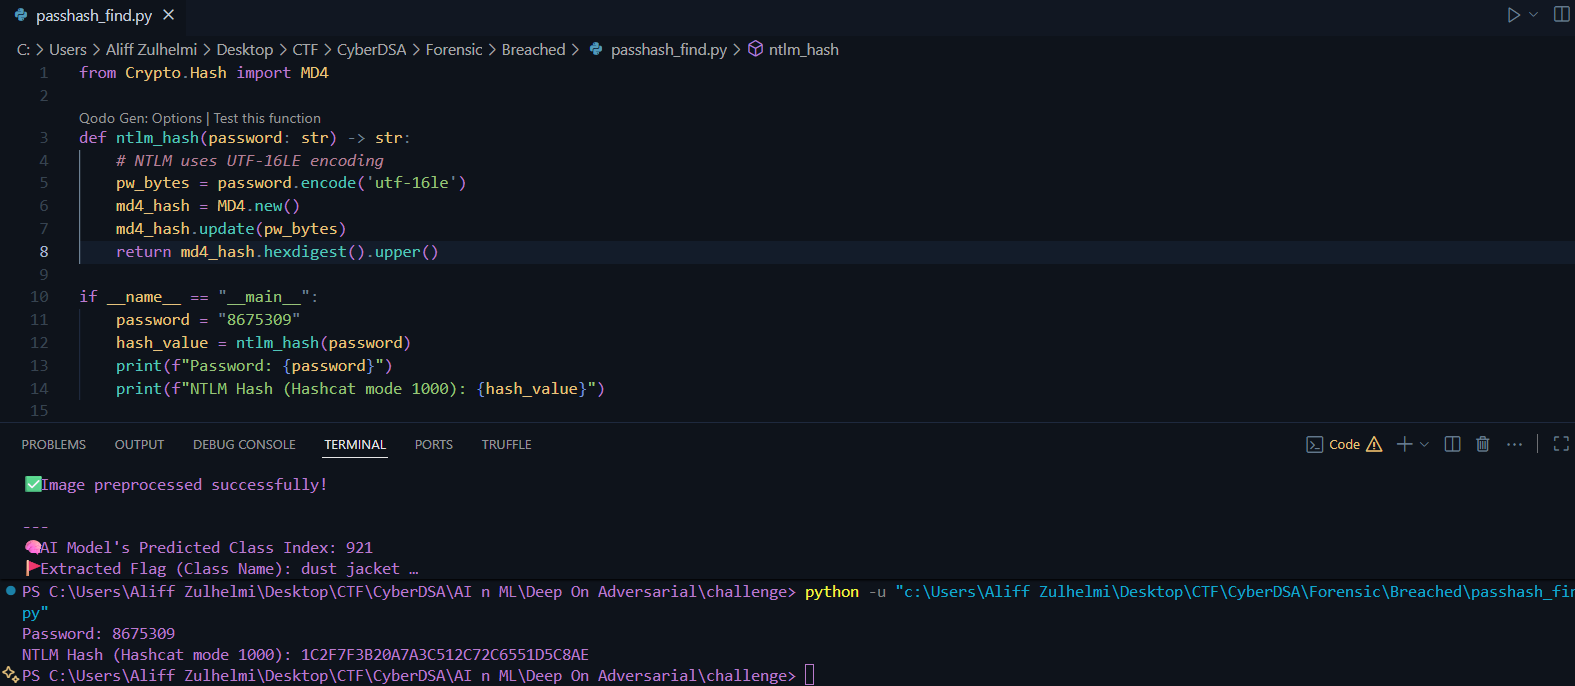 passhash_find.py
C: > Users > Aliff Zulhelmi > Desktop > CTF > CyberDSA > Forensic > Breached > passhash_find.py > ntlm_hash
1 from Crypto.Hash import MD4
2
Qodo Gen: Options | Test this function
3 def ntlm_hash(password: str) -> str:
4     # NTLM uses UTF-16LE encoding
5     pw_bytes = password.encode('utf-16le')
6     md4_hash = MD4.new()
7     md4_hash.update(pw_bytes)
8     return md4_hash.hexdigest().upper()
9
10 if __name__ == "__main__":
11     password = "8675309"
12     hash_value = ntlm_hash(password)
13     print(f"Password: {password}")
14     print(f"NTLM Hash (Hashcat mode 1000): {hash_value}")
15
PROBLEMS OUTPUT DEBUG CONSOLE TERMINAL PORTS TRUFFLE Code
✅Image preprocessed successfully!
---
🧠AI Model's Predicted Class Index: 921
🚩Extracted Flag (Class Name): dust jacket …
PS C:\Users\Aliff Zulhelmi\Desktop\CTF\CyberDSA\AI n ML\Deep On Adversarial\challenge> python -u "c:\Users\Aliff Zulhelmi\Desktop\CTF\CyberDSA\Forensic\Breached\passhash_fin
py"
Password: 8675309
NTLM Hash (Hashcat mode 1000): 1C2F7F3B20A7A3C512C72C6551D5C8AE
PS C:\Users\Aliff Zulhelmi\Desktop\CTF\CyberDSA\AI n ML\Deep On Adversarial\challenge>